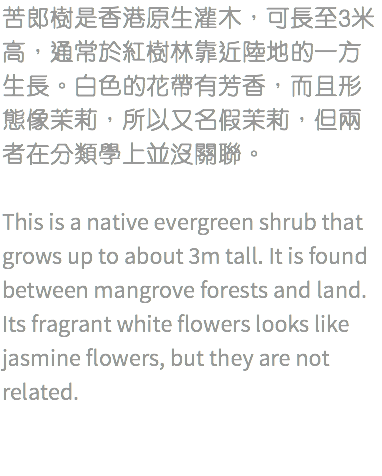 苦郎樹是香港原生灌木，可長至3米
高，通常於紅樹林靠近陸地的一方
生長。白色的花帶有芳香，而且形
態像茉莉，所以又名假茉莉，但兩
者在分類學上並沒關聯。
This is a native evergreen shrub that
grows up to about 3m tall. It is found
between mangrove forests and land.
Its fragrant white flowers looks like
jasmine flowers, but they are not
related.